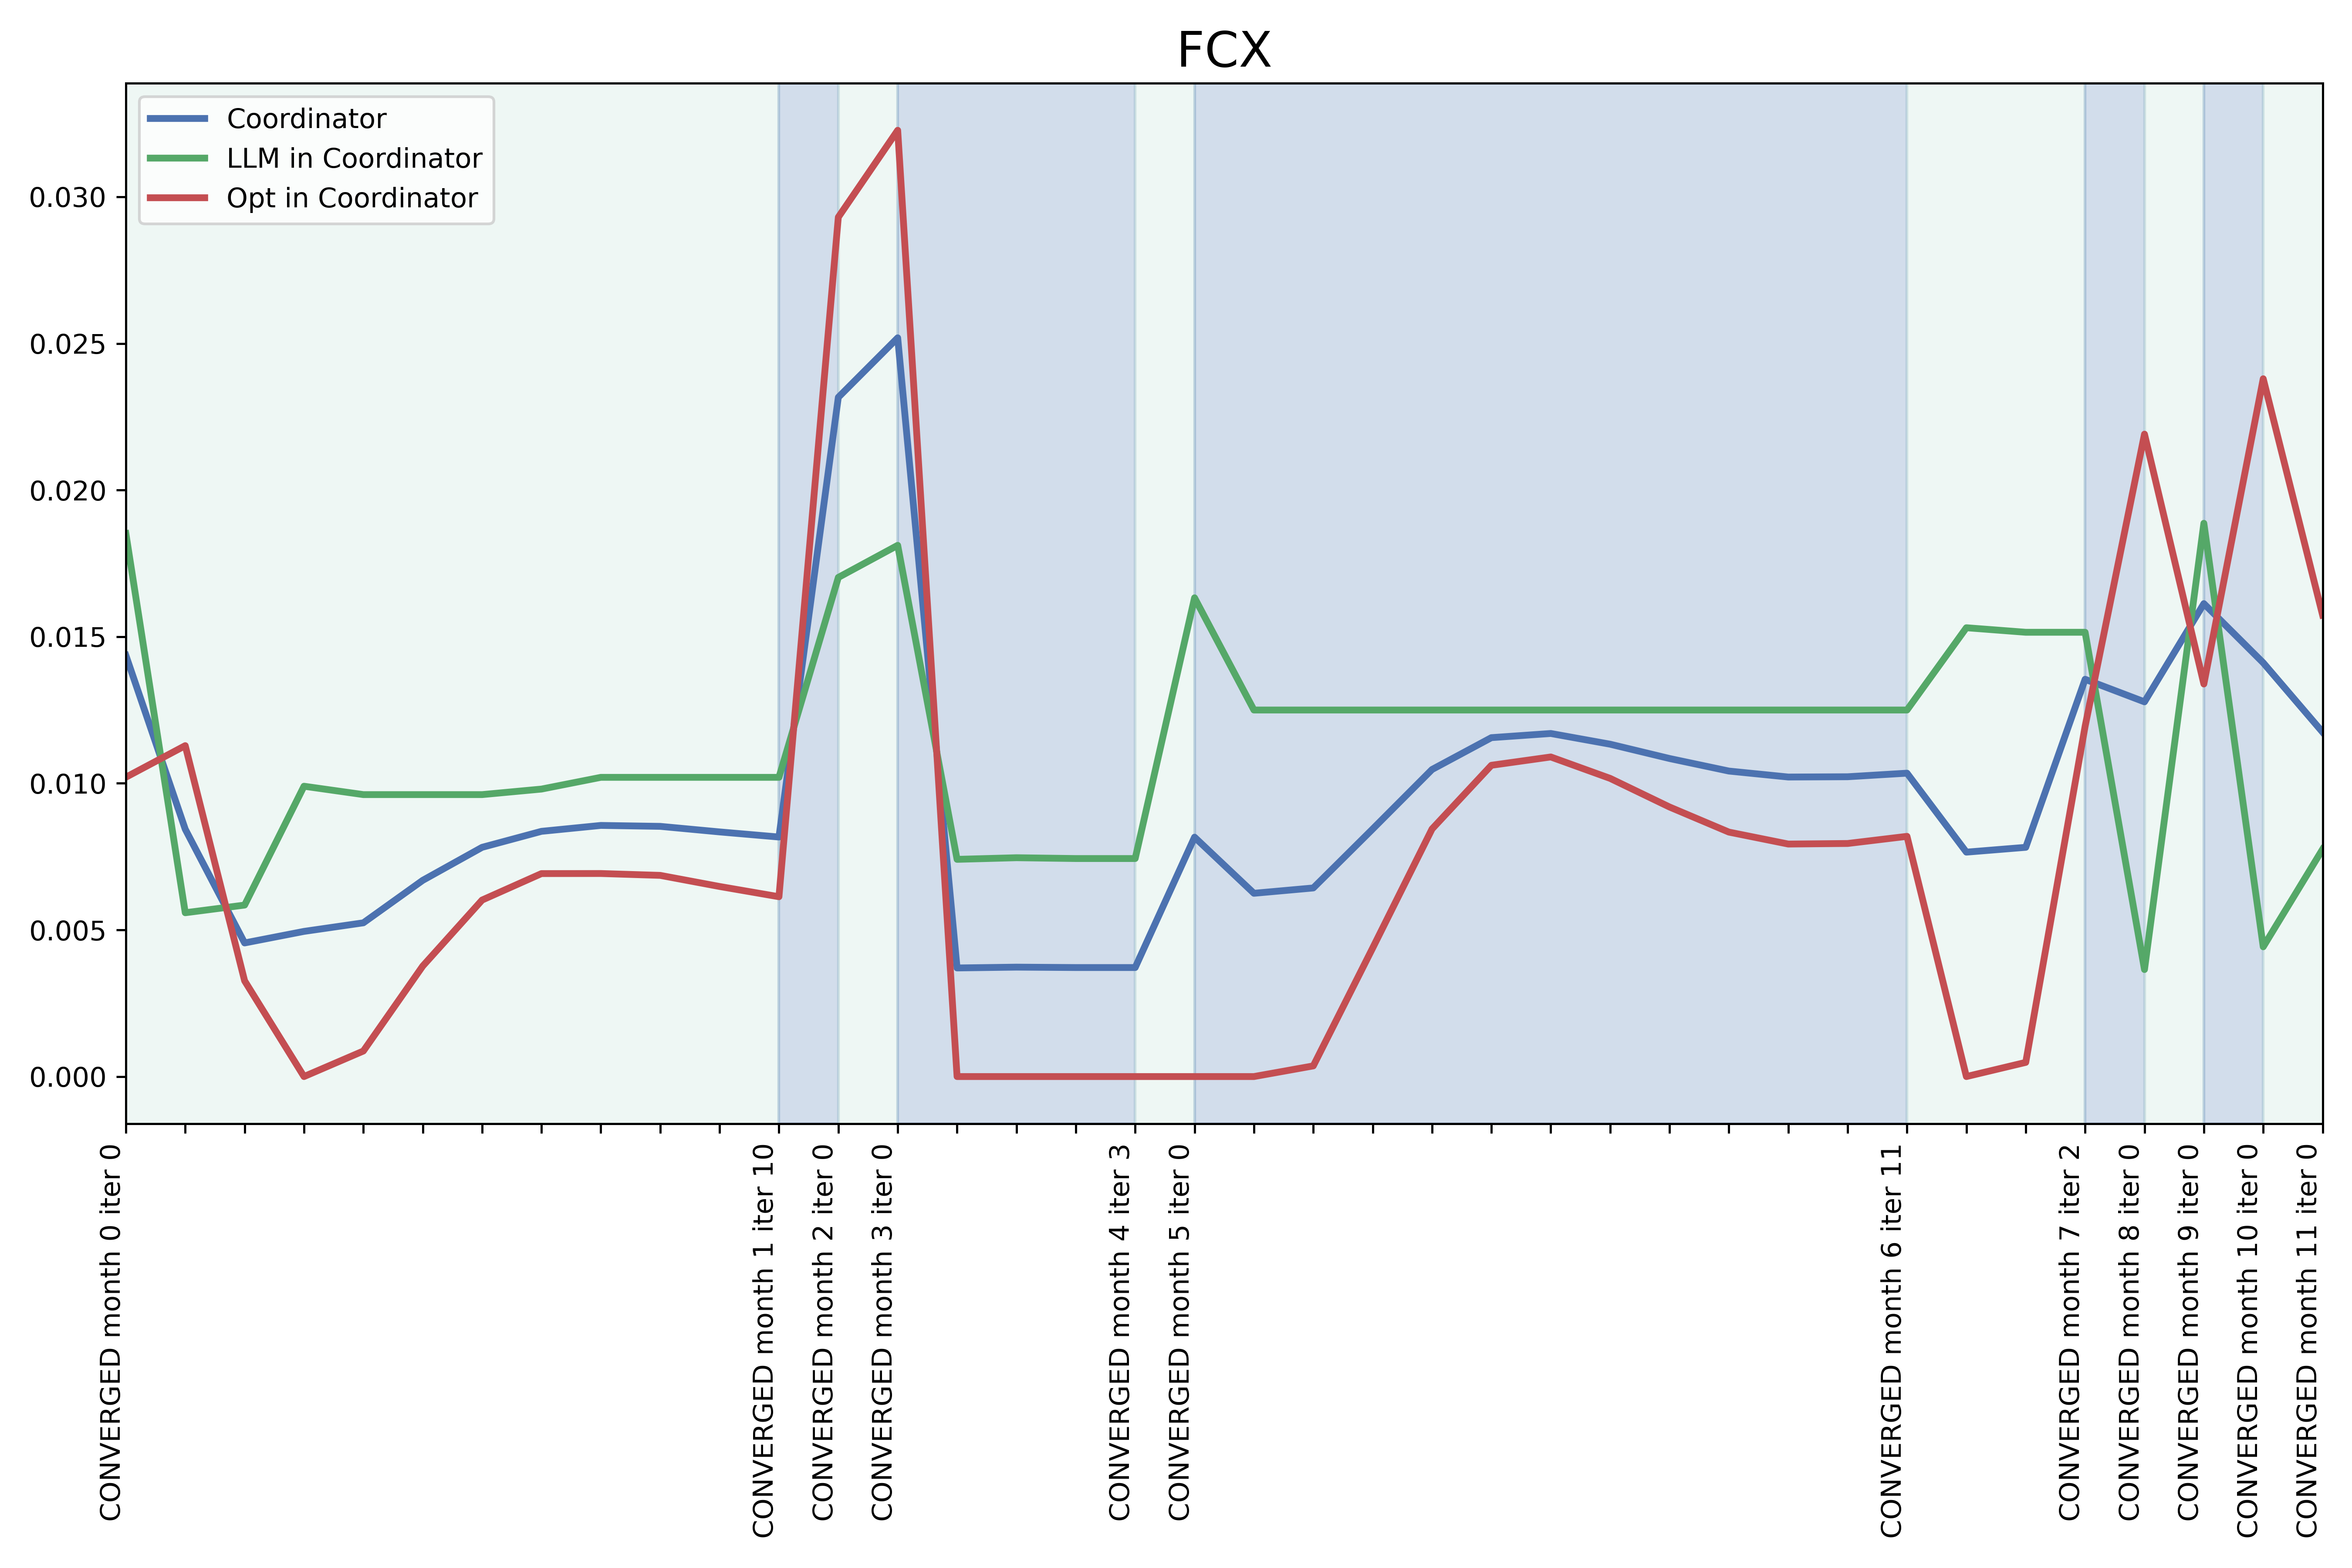 FCX
Coordinator
LLM in Coordinator
Opt in Coordinator
0.030
0.025
0.020
0.015
0.010
0.005
0.000
CONVERGED month 0 iter 0
CONVERGED month 1 iter 10
CONVERGED month 2 iter 0
CONVERGED month 3 iter 0
CONVERGED month 4 iter 3
CONVERGED month 5 iter 0
CONVERGED month 6 iter 11
CONVERGED month 7 iter 2
CONVERGED month 8 iter 0
CONVERGED month 9 iter 0
CONVERGED month 10 iter 0
CONVERGED month 11 iter 0